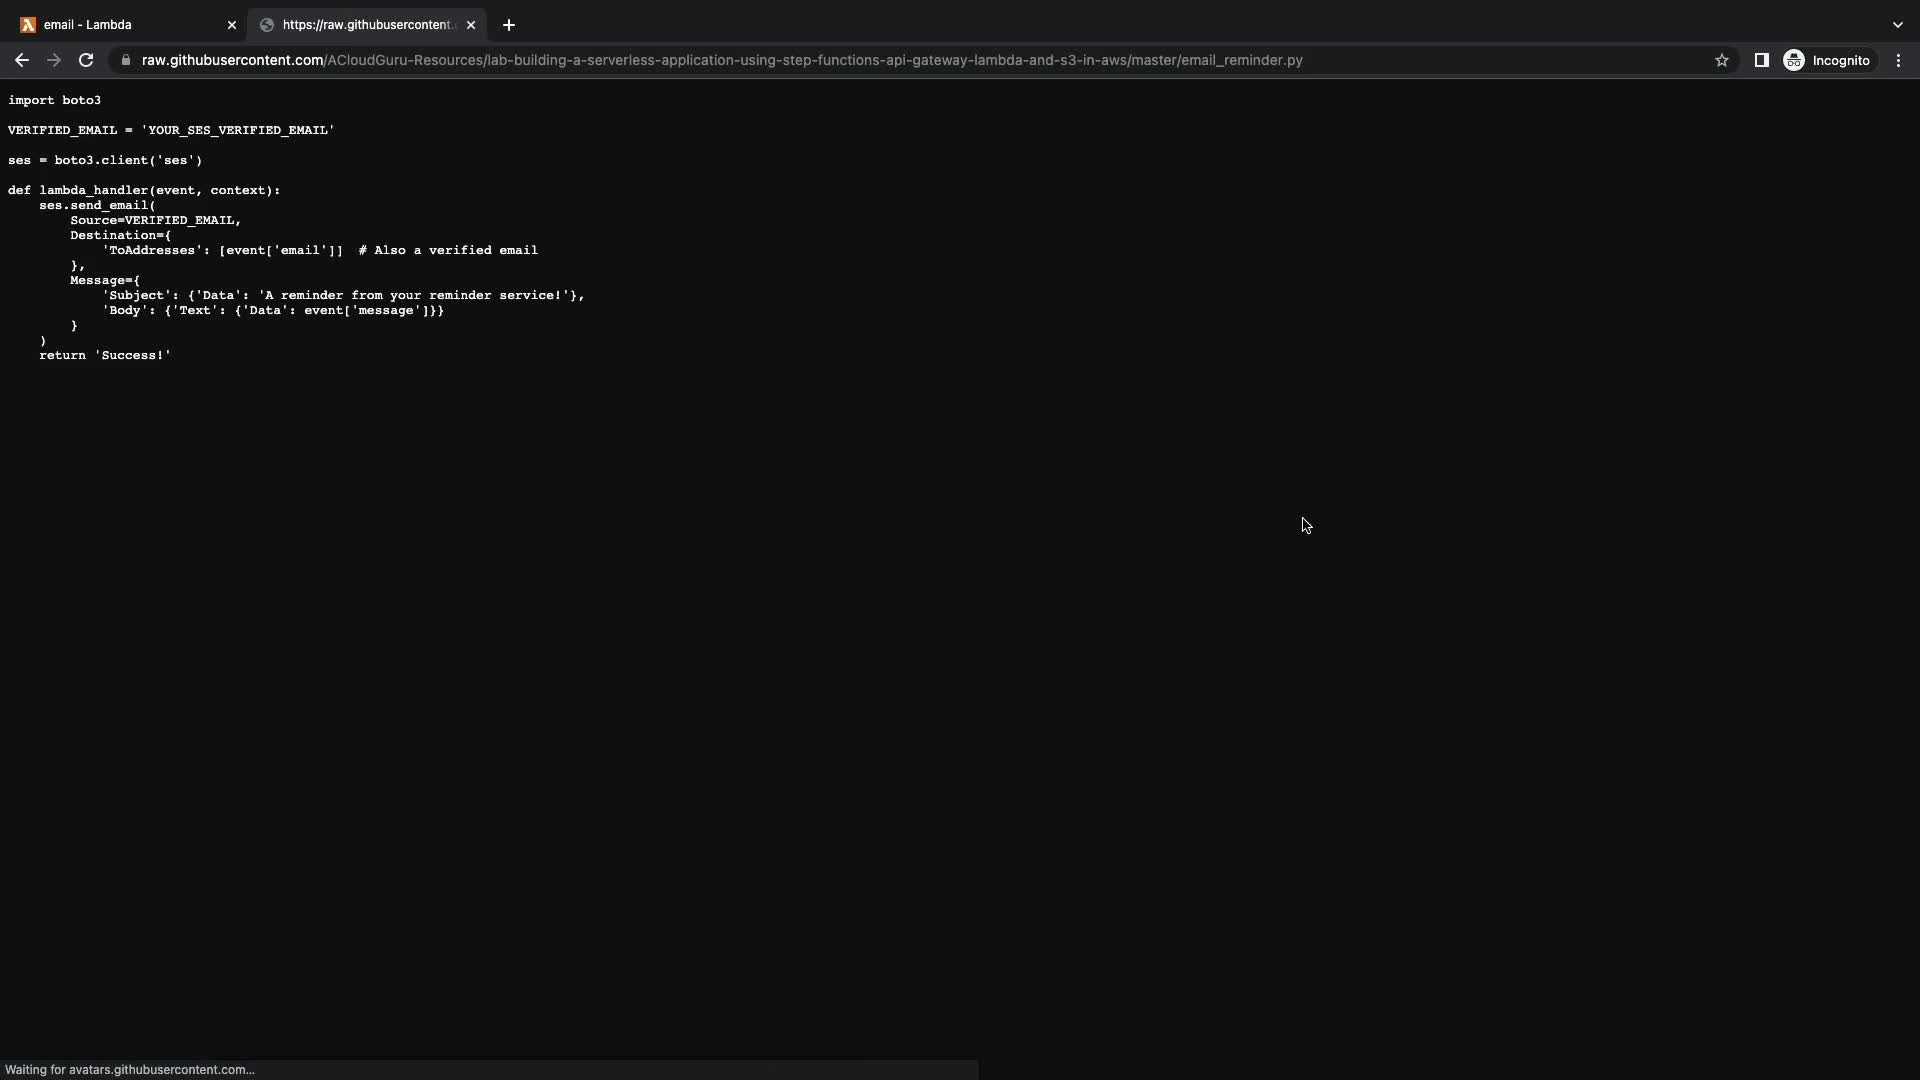 email - Lambda
https://raw.githubusercontent.
raw.githubusercontent.com/ACloudGuru-Resources/lab-building-a-serverless-application-using-step-functions-api-gateway-lambda-and-s3-in-aws/master/email_reminder.py
Incognito
import boto3
VERIFIED_EMAIL = 'YOUR_SES_VERIFIED_EMAIL'
ses = boto3.client('ses')
def lambda_handler(event, context):
    ses.send_email(
        Source=VERIFIED_EMAIL,
        Destination={
            'ToAddresses': [event['email']]  # Also a verified email
        },
        Message={
            'Subject': {'Data': 'A reminder from your reminder service!'},
            'Body': {'Text': {'Data': event['message']}}
        }
    )
    return 'Success!'
Waiting for avatars.githubusercontent.com...